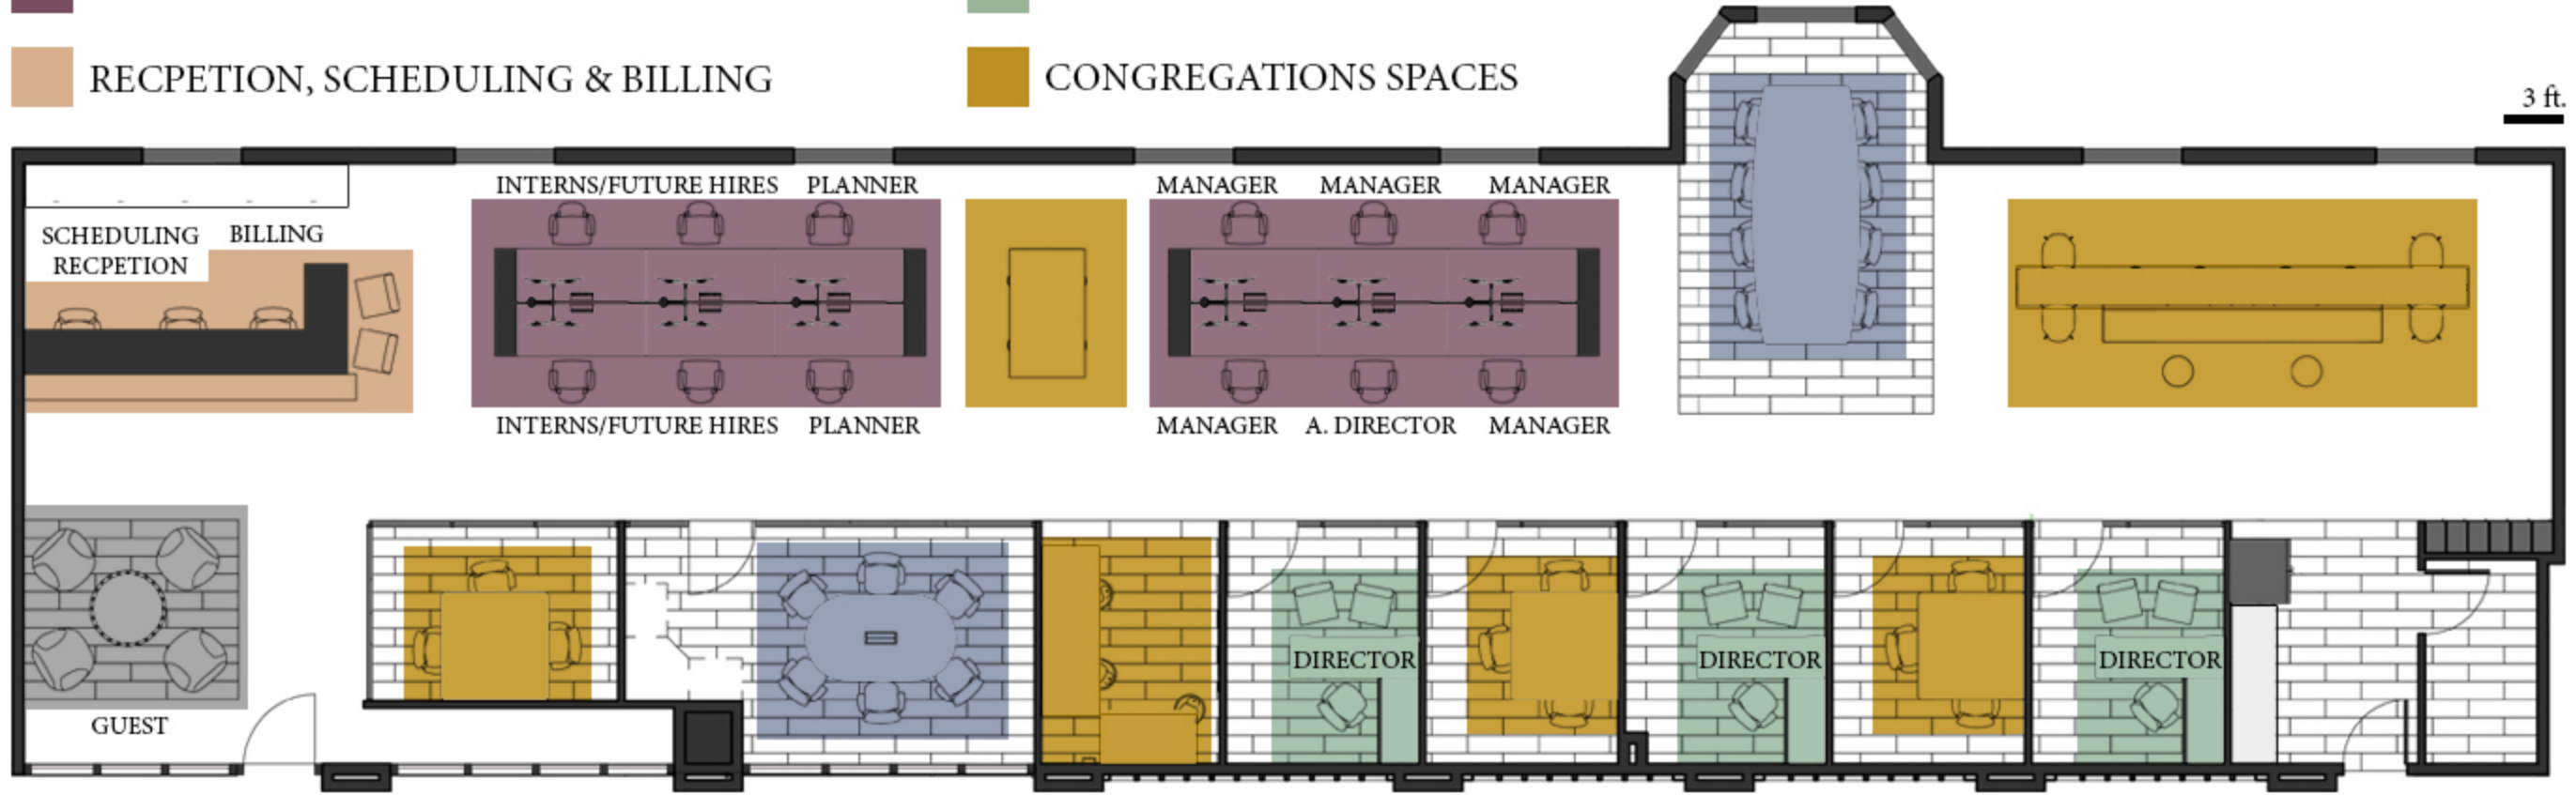 RECPETION, SCHEDULING & BILLING
CONGREGATIONS SPACES
3 ft.
INTERNS/FUTURE HIRES
PLANNER
MANAGER
MANAGER
MANAGER
SCHEDULING
RECPETION
BILLING
INTERNS/FUTURE HIRES
PLANNER
MANAGER
A. DIRECTOR
MANAGER
DIRECTOR
DIRECTOR
DIRECTOR
GUEST